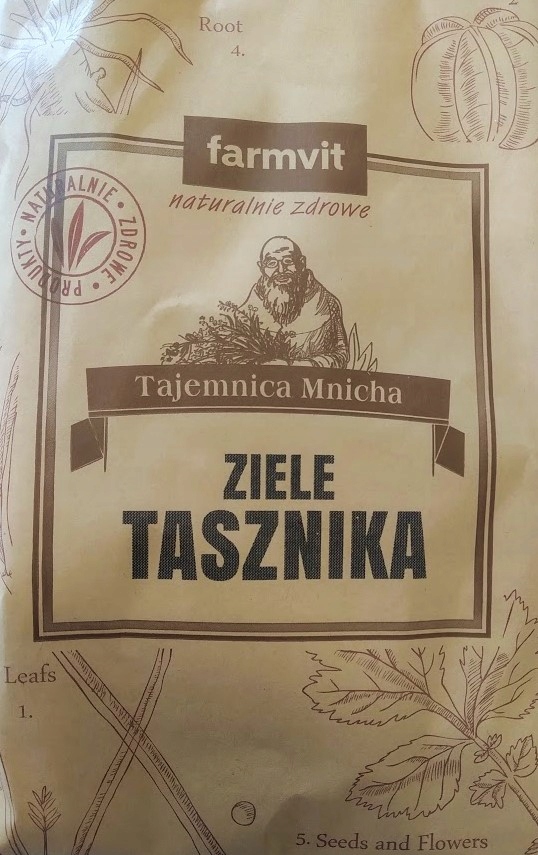 Root
4.
farmvit
naturalnie zdrowe
PRODUKTY • NATURALNIE • ZDROWE •
Tajemnica Mnicha
ZIELE
TASZNIKA
Leafs
1.
5. Seeds and Flowers